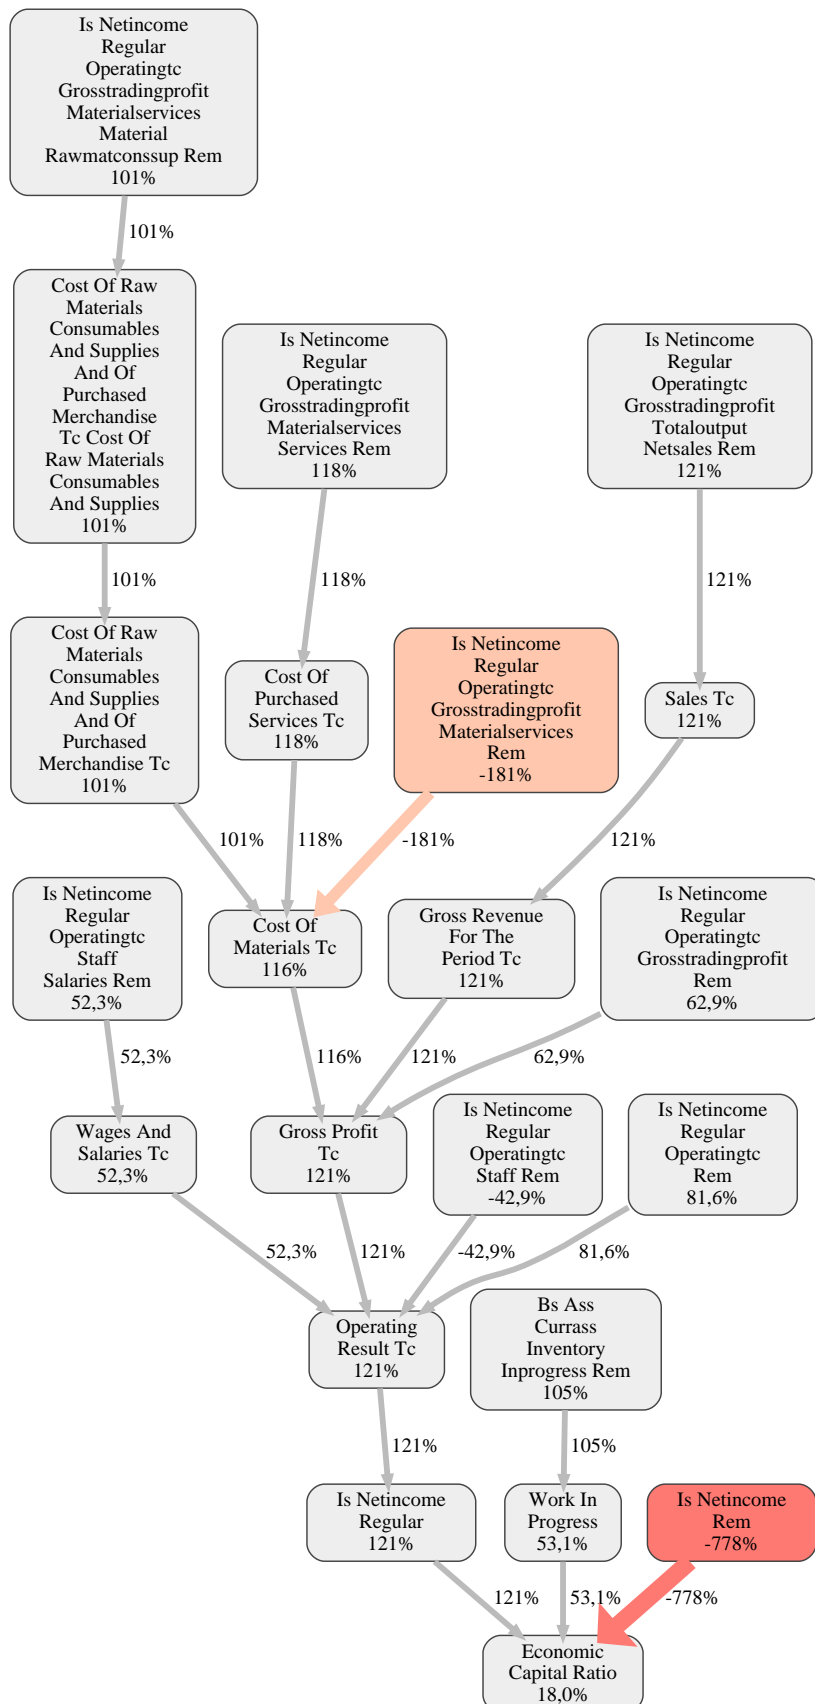 Is Netincome
Regular
Operatingtc
Grosstradingprofit
Materialservices
Material
Rawmatconssup Rem
101%
101%
Cost Of Raw
Materials
Consumables
And Supplies
And Of
Purchased
Merchandise
Tc Cost Of
Raw Materials
Consumables
And Supplies
101%
Is Netincome
Regular
Operatingtc
Grosstradingprofit
Materialservices
Services Rem
118%
Is Netincome
Regular
Operatingtc
Grosstradingprofit
Totaloutput
Netsales Rem
121%
101%
118%
121%
Cost Of Raw
Materials
Consumables
And Supplies
And Of
Purchased
Merchandise Tc
101%
Cost Of
Purchased
Services Tc
118%
Is Netincome
Regular
Operatingtc
Grosstradingprofit
Materialservices
Rem
-181%
Sales Tc
121%
101%
118%
-181%
121%
Is Netincome
Regular
Operatingtc
Staff
Salaries Rem
52,3%
Cost Of
Materials Tc
116%
Gross Revenue
For The
Period Tc
121%
Is Netincome
Regular
Operatingtc
Grosstradingprofit
Rem
62,9%
52,3%
116%
121%
62,9%
Wages And
Salaries Tc
52,3%
Gross Profit
Tc
121%
Is Netincome
Regular
Operatingtc
Staff Rem
-42,9%
Is Netincome
Regular
Operatingtc
Rem
81,6%
52,3%
121%
-42,9%
81,6%
Operating
Result Tc
121%
Bs Ass
Currass
Inventory
Inprogress Rem
105%
121%
105%
Is Netincome
Regular
121%
Work In
Progress
53,1%
Is Netincome
Rem
-778%
121%
53,1%
-778%
Economic
Capital Ratio
18,0%